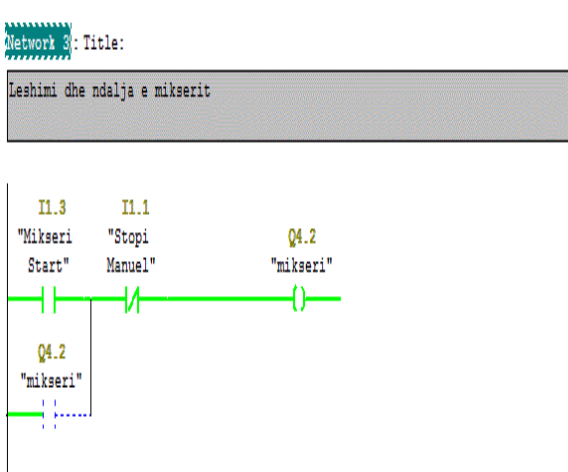 Network 3: Title:
Leshimi dhe ndalja e mikserit
I1.3 I1.1
"Mikseri "Stopi Q4.2
Start" Manuel" "mikseri"
Q4.2
"mikseri"